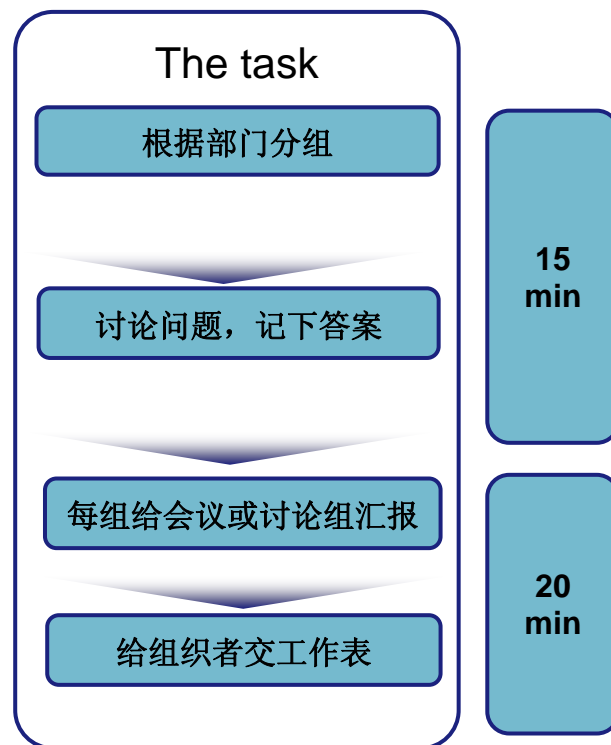 The task
根据部门分组
15
min
讨论问题，记下答案
每组给会议或讨论组汇报
20
min
给组织者交工作表